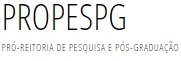 PROPESPG
PRÓ-REITORIA DE PESQUISA E PÓS-GRADUAÇÃO